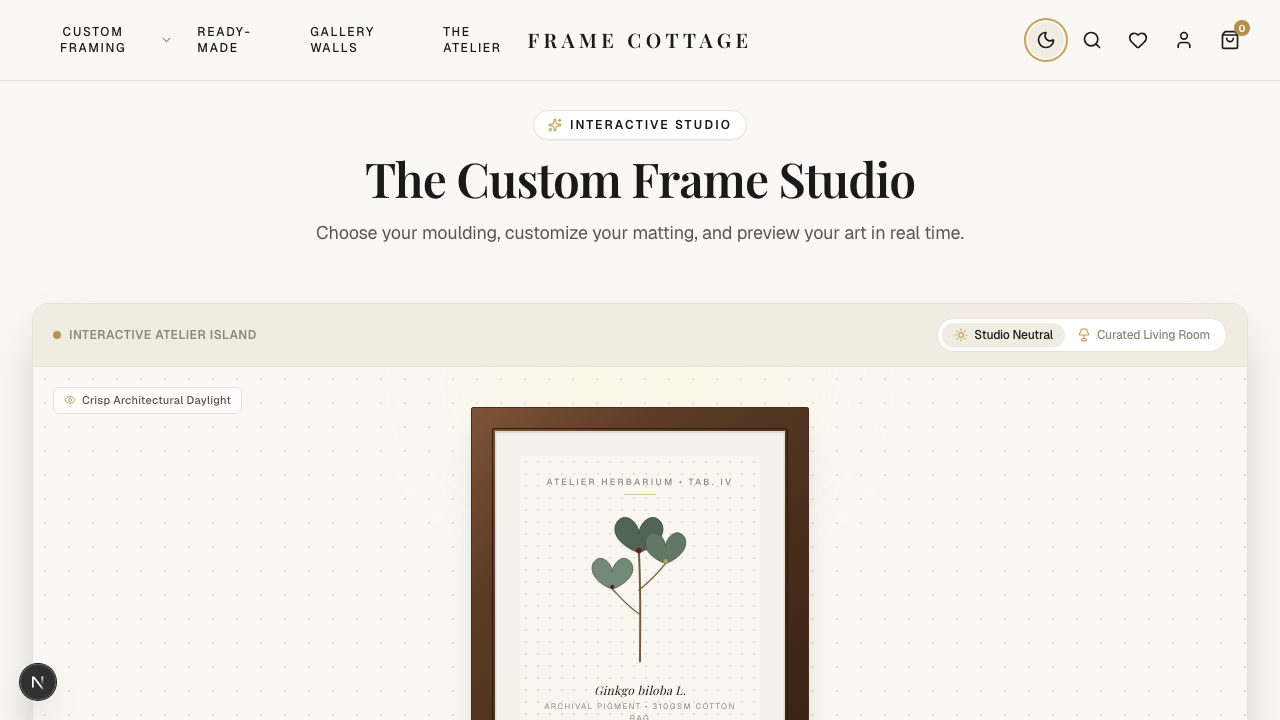 CUSTOM
FRAMING
READY-
MADE
GALLERY
WALLS
THE
ATELIER
FRAME COTTAGE
0
INTERACTIVE STUDIO
The Custom Frame Studio
Choose your moulding, customize your matting, and preview your art in real time.
INTERACTIVE ATELIER ISLAND
Studio Neutral
Curated Living Room
Crisp Architectural Daylight
ATELIER HERBARIUM • TAB. IV
Ginkgo biloba L.
ARCHIVAL PIGMENT • 310GSM COTTON
RAG
N